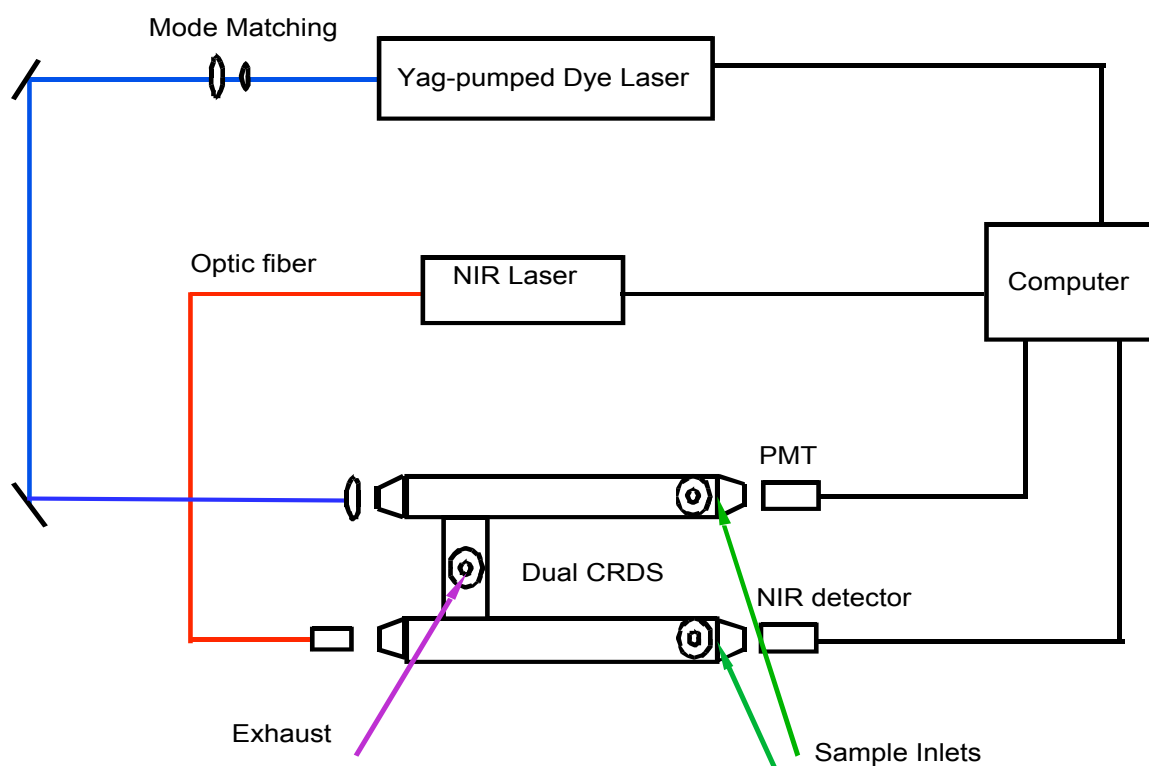 Mode Matching
Yag-pumped Dye Laser
Optic fiber
NIR Laser
Computer
PMT
Dual CRDS
NIR detector
Exhaust
Sample Inlets